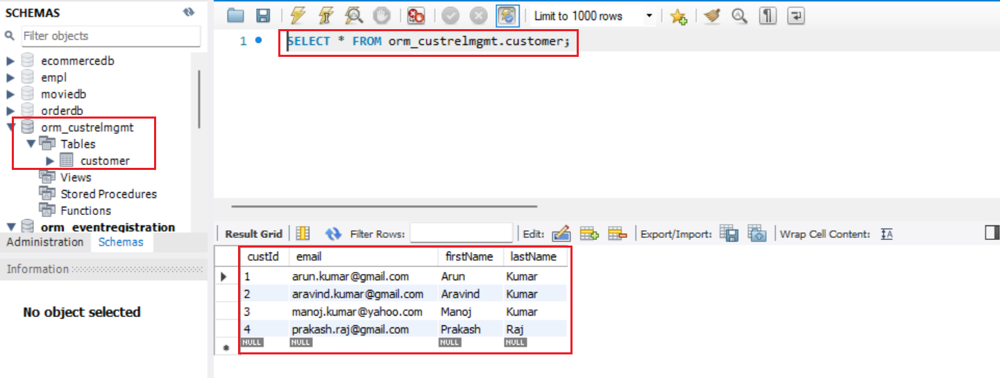 SCHEMAS
Filter objects
ecommercedb
empl
moviedb
orderdb
orm_custrelmgmt
Tables
customer
Views
Stored Procedures
Functions
orm_eventregistration
Administration Schemas
Information
No object selected
Limit to 1000 rows
1 SELECT * FROM orm_custrelmgmt.customer;
Result Grid Filter Rows: Edit: Export/Import: Wrap Cell Content:
custId email firstName lastName
1 arun.kumar@gmail.com Arun Kumar
2 aravind.kumar@gmail.com Aravind Kumar
3 manoj.kumar@yahoo.com Manoj Kumar
4 prakash.raj@gmail.com Prakash Raj
NULL NULL NULL NULL